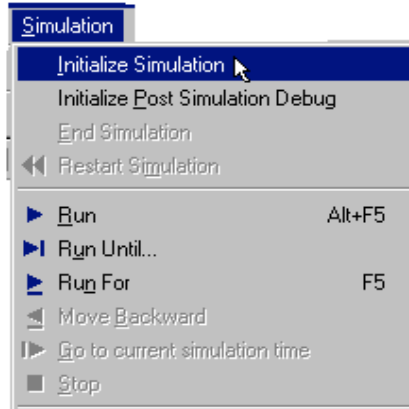 Simulation
Initialize Simulation
Initialize Post Simulation Debug
End Simulation
Restart Simulation
Run Alt+F5
Run Until...
Run For F5
Move Backward
Go to current simulation time
Stop